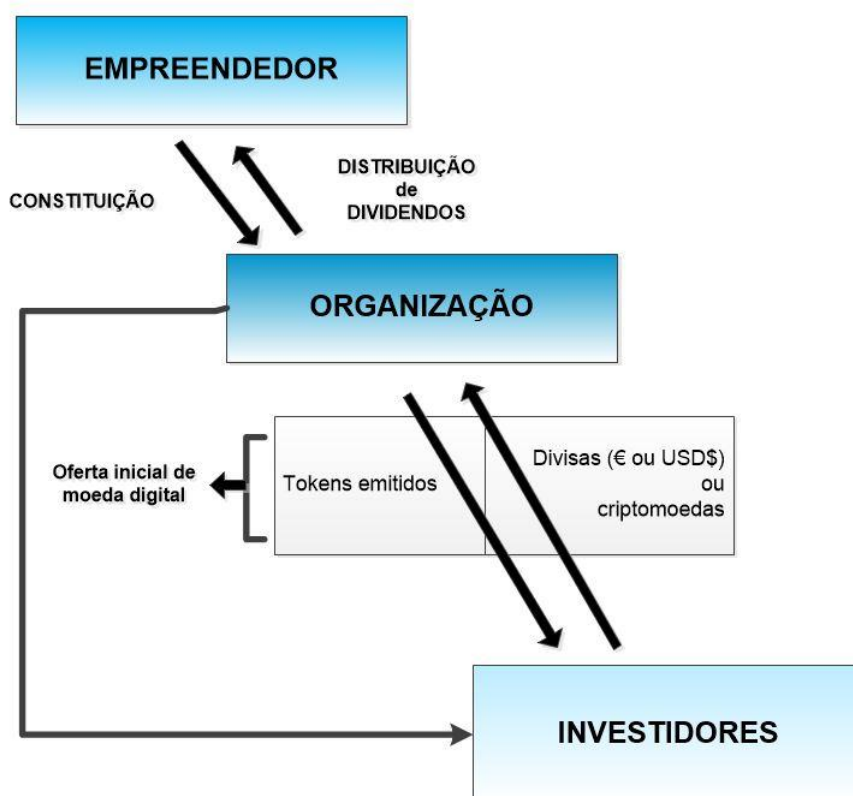 EMPREENDEDOR
CONSTITUIÇÃO
DISTRIBUIÇÃO
de
DIVIDENDOS
ORGANIZAÇÃO
Oferta inicial de
moeda digital
Tokens emitidos
Divisas (€ ou USD$)
ou
criptomoedas
INVESTIDORES